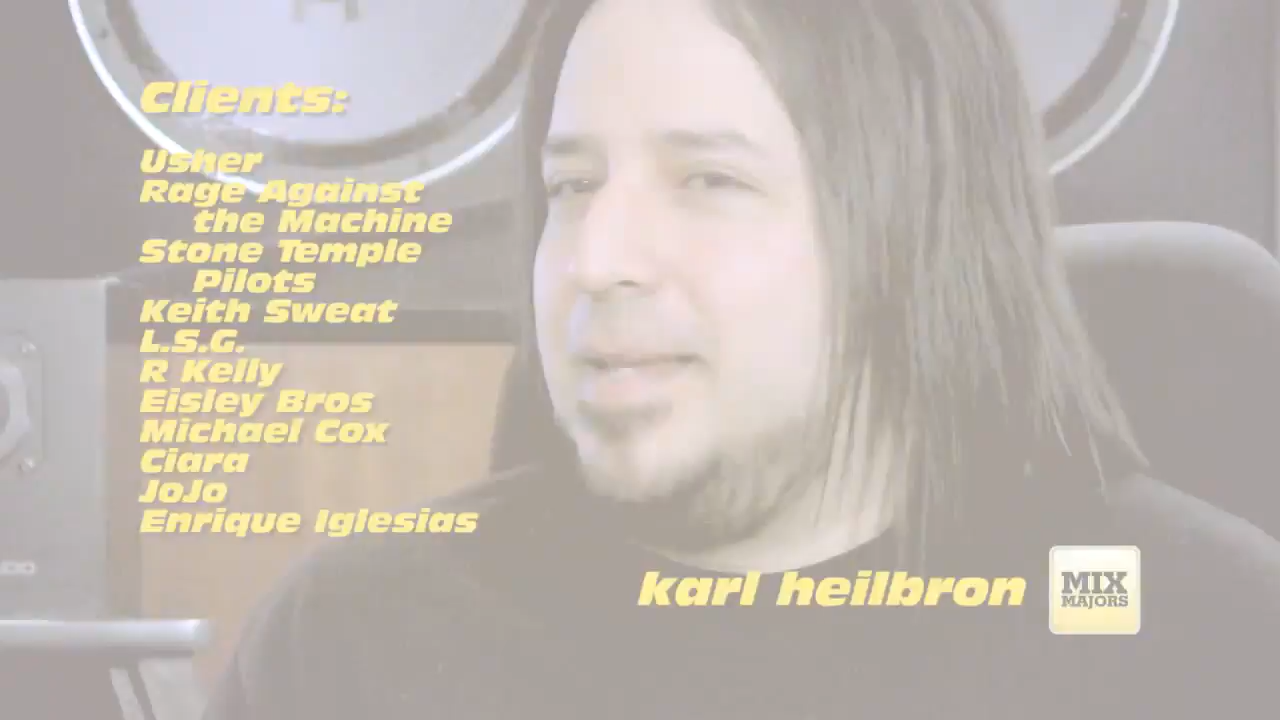 Clients:
Usher
Rage Against
the Machine
Stone Temple
Pilots
Keith Sweat
L.S.G.
R Kelly
Eisley Bros
Michael Cox
Ciara
JoJo
Enrique Iglesias
karl heilbron
MIX
MAJORS